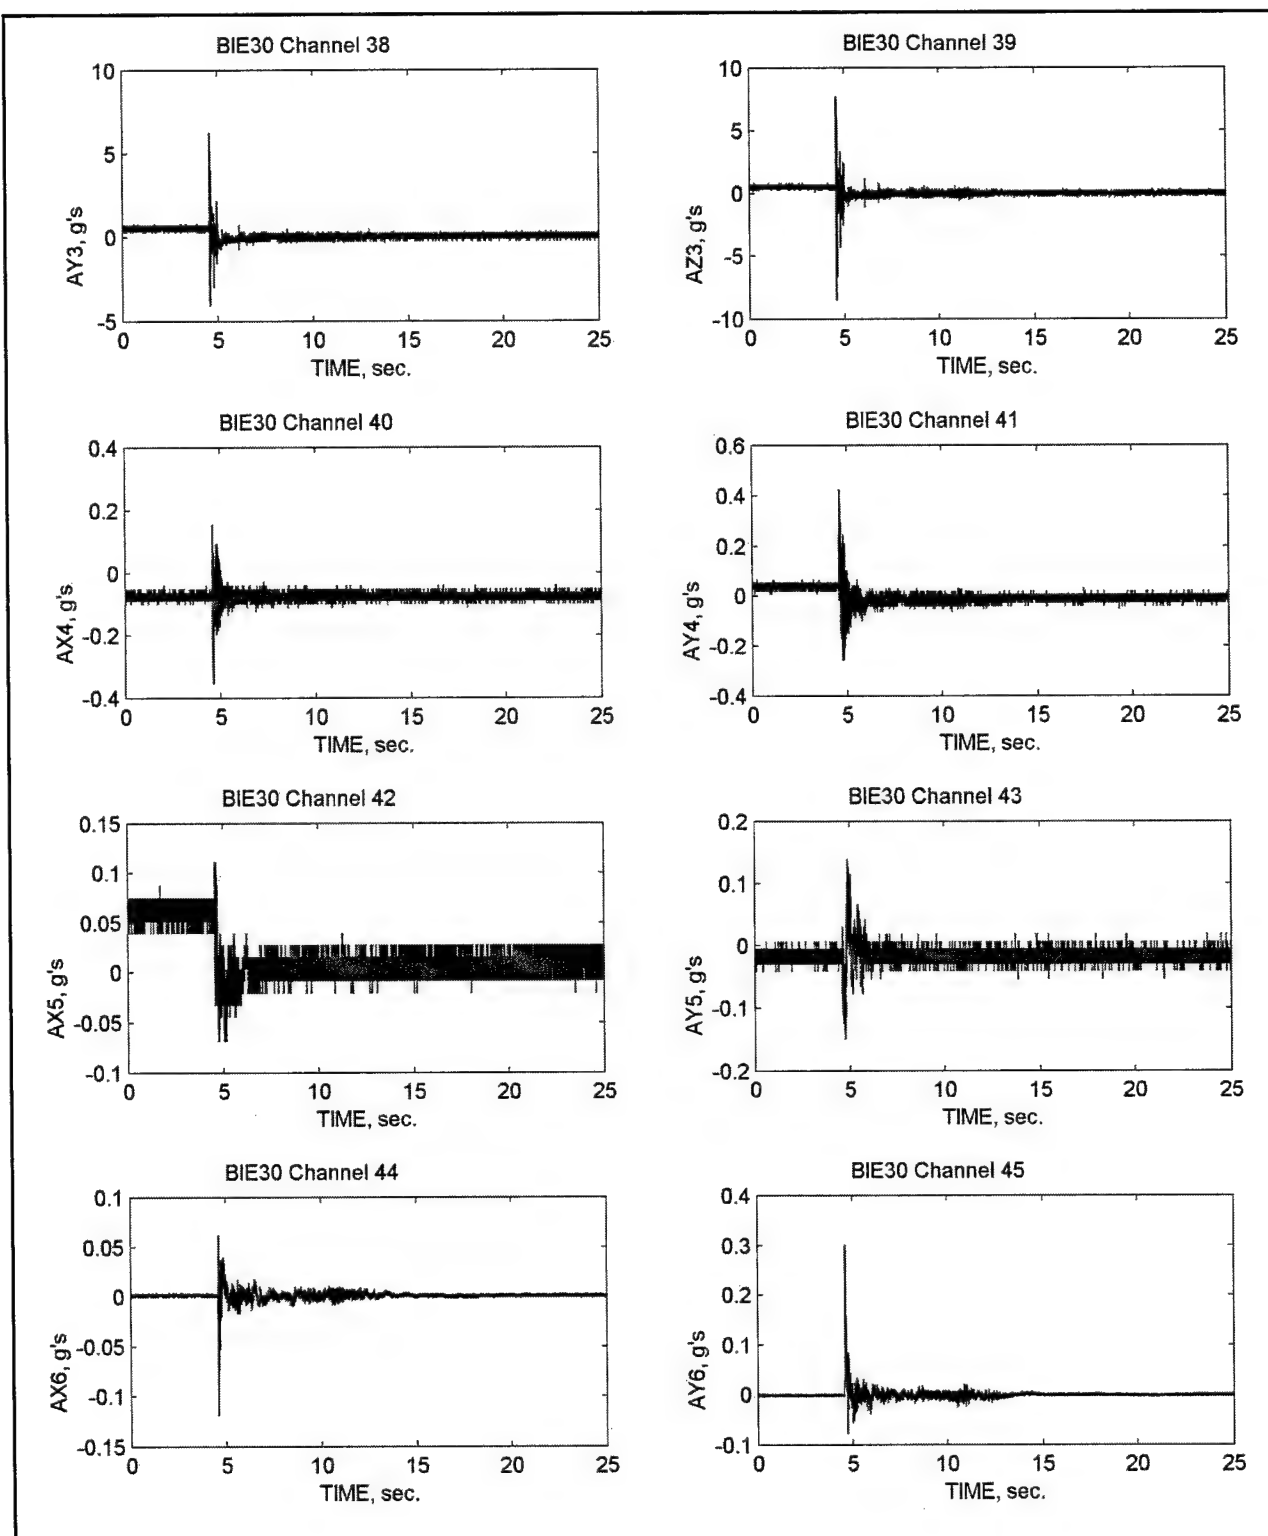 BIE30 Channel 38
10
5
0
-5
AY3, g's
0 5 10 15 20 25
TIME, sec.
BIE30 Channel 39
10
5
0
-5
-10
AZ3, g's
0 5 10 15 20 25
TIME, sec.
BIE30 Channel 40
0.4
0.2
0
-0.2
-0.4
AX4, g's
0 5 10 15 20 25
TIME, sec.
BIE30 Channel 41
0.6
0.4
0.2
0
-0.2
-0.4
AY4, g's
0 5 10 15 20 25
TIME, sec.
BIE30 Channel 42
0.15
0.1
0.05
0
-0.05
-0.1
AX5, g's
0 5 10 15 20 25
TIME, sec.
BIE30 Channel 43
0.2
0.1
0
-0.1
-0.2
AY5, g's
0 5 10 15 20 25
TIME, sec.
BIE30 Channel 44
0.1
0.05
0
-0.05
-0.1
-0.15
AX6, g's
0 5 10 15 20 25
TIME, sec.
BIE30 Channel 45
0.4
0.3
0.2
0.1
0
-0.1
AY6, g's
0 5 10 15 20 25
TIME, sec.